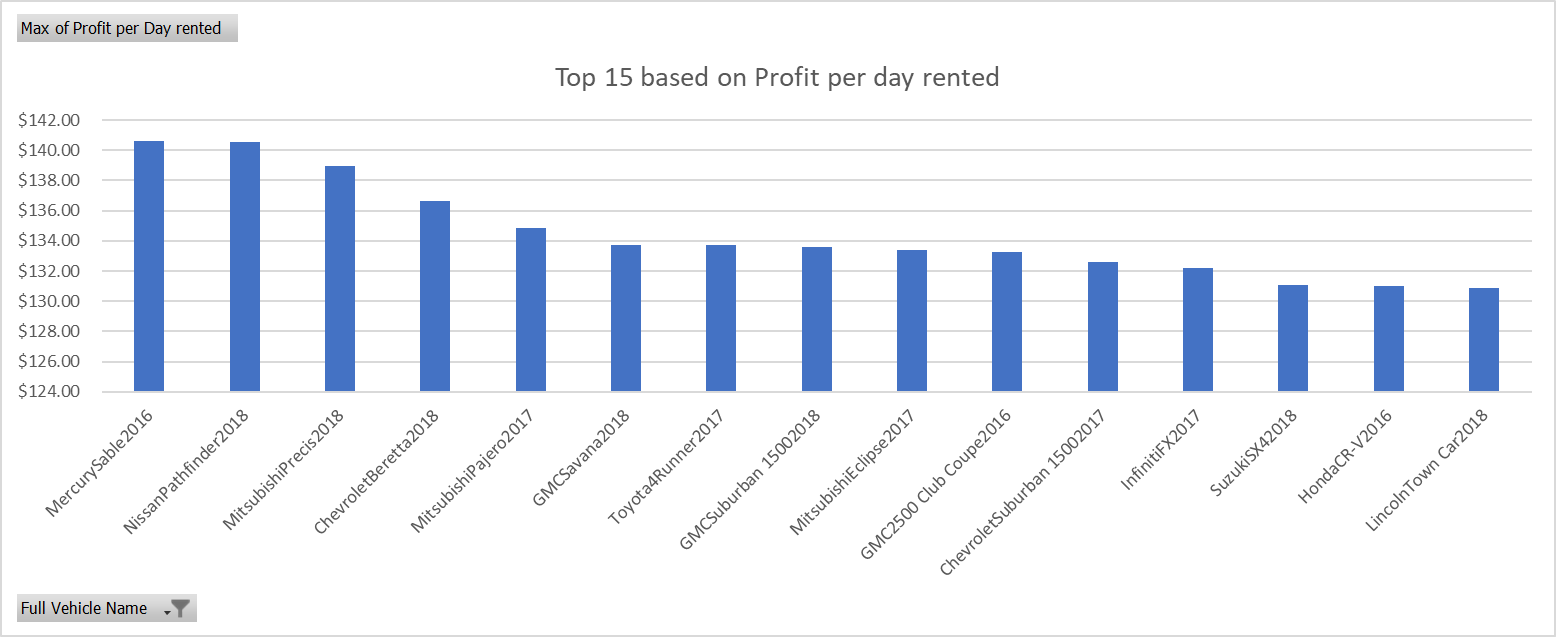 Max of Profit per Day rented
Top 15 based on Profit per day rented
$142.00
$140.00
$138.00
$136.00
$134.00
$132.00
$130.00
$128.00
$126.00
$124.00
MercurySable2016
NissanPathfinder2018
MitsubishiPrecis2018
ChevroletBeretta2018
MitsubishiPajero2017
GMCSavana2018
Toyota4Runner2017
GMCSuburban 15002018
MitsubishiEclipse2017
GMC2500 Club Coupe2016
ChevroletSuburban 15002017
InfinitiFX2017
SuzukiSX42018
HondaCR-V2016
LincolnTown Car2018
Full Vehicle Name